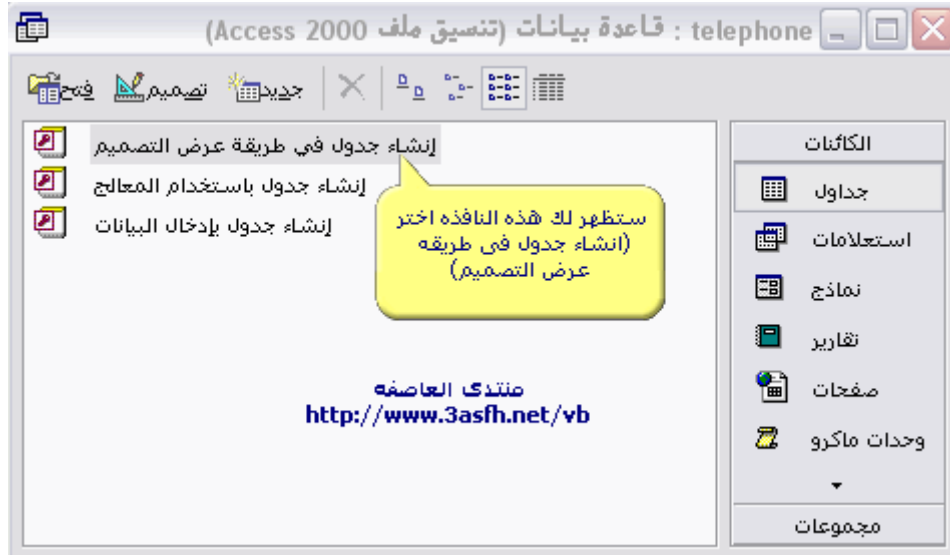 telephone : قاعدة بيانات (تنسيق ملف Access 2000)
فتح تصميم جديد
الكائنات
جداول
استعلامات
نماذج
تقارير
صفحات
وحدات ماكرو
مجموعات
إنشاء جدول في طريقة عرض التصميم
إنشاء جدول باستخدام المعالج
إنشاء جدول بإدخال البيانات
ستظهر لك هذه النافذه اختر
(انشاء جدول فى طريقه
عرض التصميم)
منتدى العاصفه
http://www.3asfh.net/vb